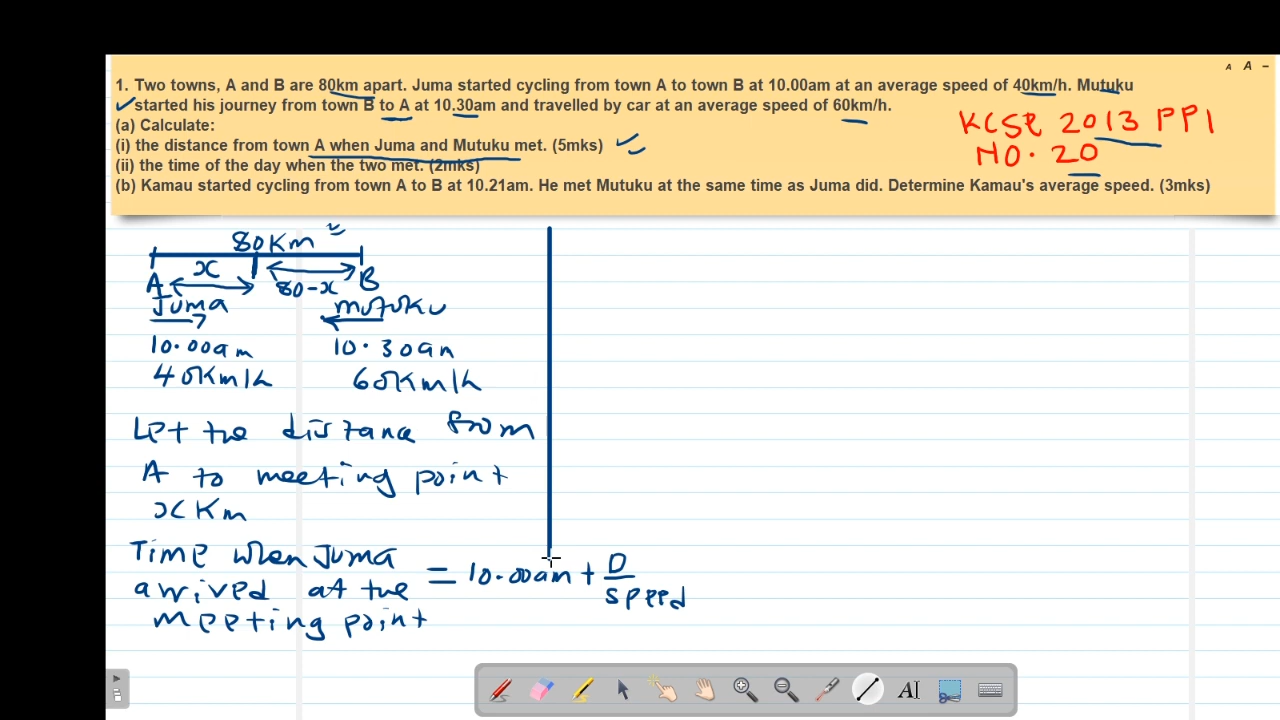 A A −
1. Two towns, A and B are 80km apart. Juma started cycling from town A to town B at 10.00am at an average speed of 40km/h. Mutuku
started his journey from town B to A at 10.30am and travelled by car at an average speed of 60km/h.
(a) Calculate:
(i) the distance from town A when Juma and Mutuku met. (5mks)
(ii) the time of the day when the two met. (2mks)
(b) Kamau started cycling from town A to B at 10.21am. He met Mutuku at the same time as Juma did. Determine Kamau's average speed. (3mks)
KCSE 2013 PP1
NO. 20
80Km
x
A 80-x B
Juma mutuku
10.00am 10.30am
40Km/h 60Km/h
Let the distance from
A to meeting point
x Km
Time when Juma
arrived at the = 10.00am + D/speed
meeting point
AI